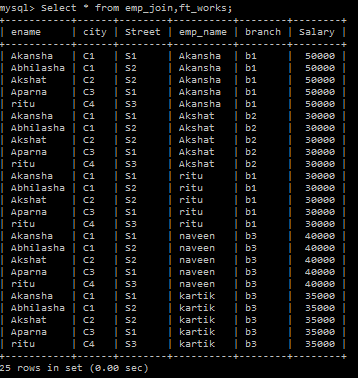 mysql> Select * from emp_join,ft_works;
+-----------+------+--------+----------+--------+--------+
| ename | city | Street | emp_name | branch | Salary |
+-----------+------+--------+----------+--------+--------+
| Akansha | C1 | S1 | Akansha | b1 | 50000 |
| Abhilasha | C1 | S2 | Akansha | b1 | 50000 |
| Akshat | C2 | S2 | Akansha | b1 | 50000 |
| Aparna | C3 | S1 | Akansha | b1 | 50000 |
| ritu | C4 | S3 | Akansha | b1 | 50000 |
| Akansha | C1 | S1 | Akshat | b2 | 30000 |
| Abhilasha | C1 | S2 | Akshat | b2 | 30000 |
| Akshat | C2 | S2 | Akshat | b2 | 30000 |
| Aparna | C3 | S1 | Akshat | b2 | 30000 |
| ritu | C4 | S3 | Akshat | b2 | 30000 |
| Akansha | C1 | S1 | ritu | b1 | 30000 |
| Abhilasha | C1 | S2 | ritu | b1 | 30000 |
| Akshat | C2 | S2 | ritu | b1 | 30000 |
| Aparna | C3 | S1 | ritu | b1 | 30000 |
| ritu | C4 | S3 | ritu | b1 | 30000 |
| Akansha | C1 | S1 | naveen | b3 | 40000 |
| Abhilasha | C1 | S2 | naveen | b3 | 40000 |
| Akshat | C2 | S2 | naveen | b3 | 40000 |
| Aparna | C3 | S1 | naveen | b3 | 40000 |
| ritu | C4 | S3 | naveen | b3 | 40000 |
| Akansha | C1 | S1 | kartik | b3 | 35000 |
| Abhilasha | C1 | S2 | kartik | b3 | 35000 |
| Akshat | C2 | S2 | kartik | b3 | 35000 |
| Aparna | C3 | S1 | kartik | b3 | 35000 |
| ritu | C4 | S3 | kartik | b3 | 35000 |
+-----------+------+--------+----------+--------+--------+
25 rows in set (0.00 sec)